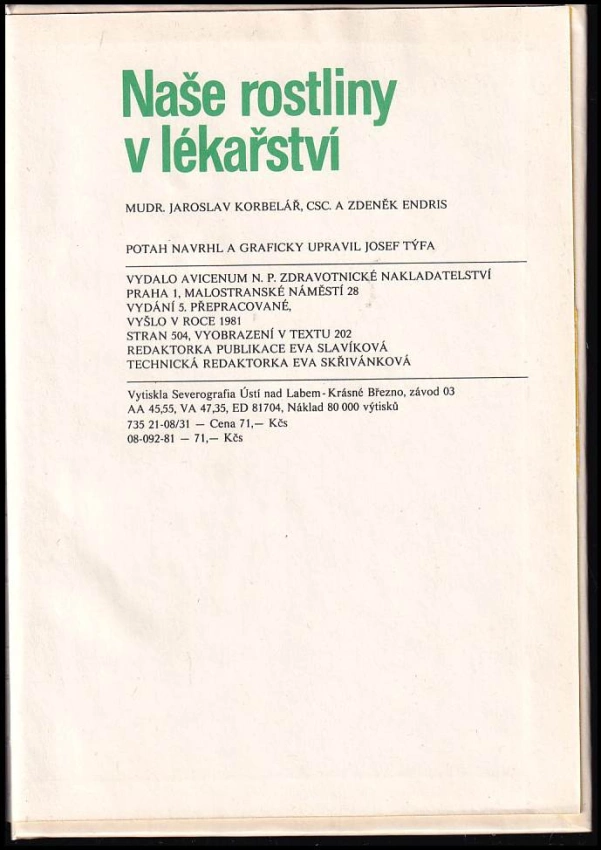 Naše rostliny
v lékařství
MUDR. JAROSLAV KORBELÁŘ, CSC. A ZDENĚK ENDRIS
POTAH NAVRHL A GRAFICKY UPRAVIL JOSEF TÝFA
VYDALO AVICENUM N. P. ZDRAVOTNICKÉ NAKLADATELSTVÍ
PRAHA 1, MALOSTRANSKÉ NÁMĚSTÍ 28
VYDÁNÍ 5. PŘEPRACOVANÉ,
VYŠLO V ROCE 1981
STRAN 504, VYOBRAZENÍ V TEXTU 202
REDAKTORKA PUBLIKACE EVA SLAVÍKOVÁ
TECHNICKÁ REDAKTORKA EVA SKŘIVÁNKOVÁ
Vytiskla Severografia Ústí nad Labem - Krásné Březno, závod 03
AA 45,55, VA 47,35, ED 81704, Náklad 80 000 výtisků
735 21-08/31 — Cena 71,— Kčs
08-092-81 — 71,— Kčs